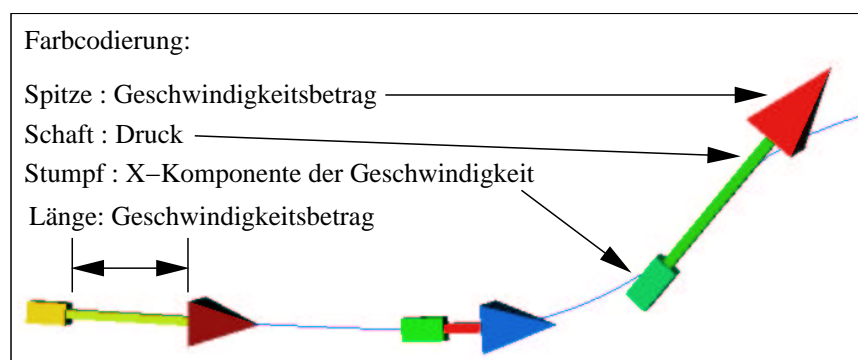 Farbcodierung:
Spitze : Geschwindigkeitsbetrag
Schaft : Druck
Stumpf : X−Komponente der Geschwindigkeit
Länge: Geschwindigkeitsbetrag